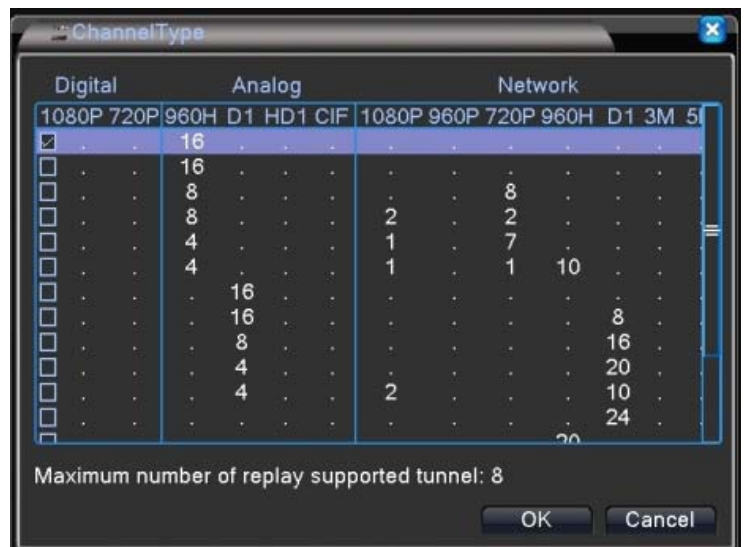 ChannelType
Digital Analog Network
1080P 720P 960H D1 HD1 CIF 1080P 960P 720P 960H D1 3M
. . 16 . . . . . . . . .
. . 16 . . . . . . . . .
. . 8 . . . . . 8 . . .
. . 8 . . . 2 . 2 . . .
. . 4 . . . 1 . 7 . . .
. . 4 . . . 1 . 1 10 . .
. . . 16 . . . . . . . .
. . . 16 . . . . . . 8 .
. . . 8 . . . . . . 16 .
. . . 4 . . . . . . 20 .
. . . 4 . . 2 . . . 10 .
. . . . . . . . . . 24 .
Maximum number of replay supported tunnel: 8
OK Cancel